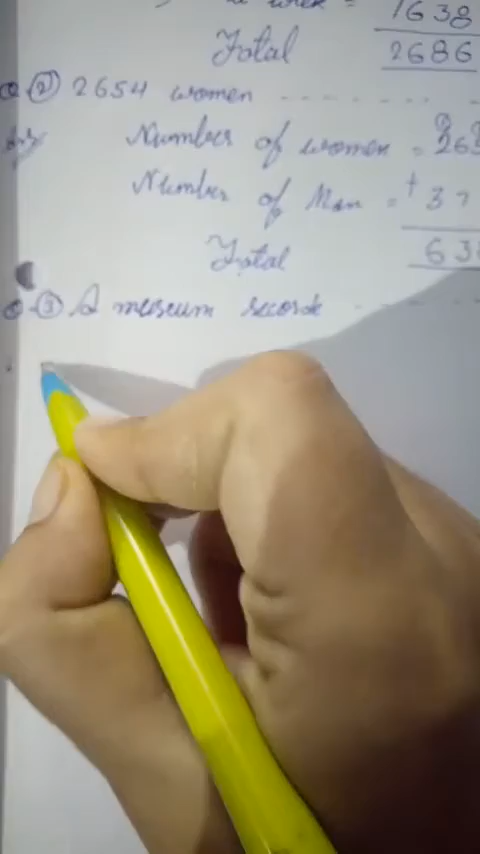 1638
Total 2686
Q ② 2654 women - - - - - - - -
Ans Number of women = 265
Number of Man = + 37
Total 63
Q-③ A museum records - - - -